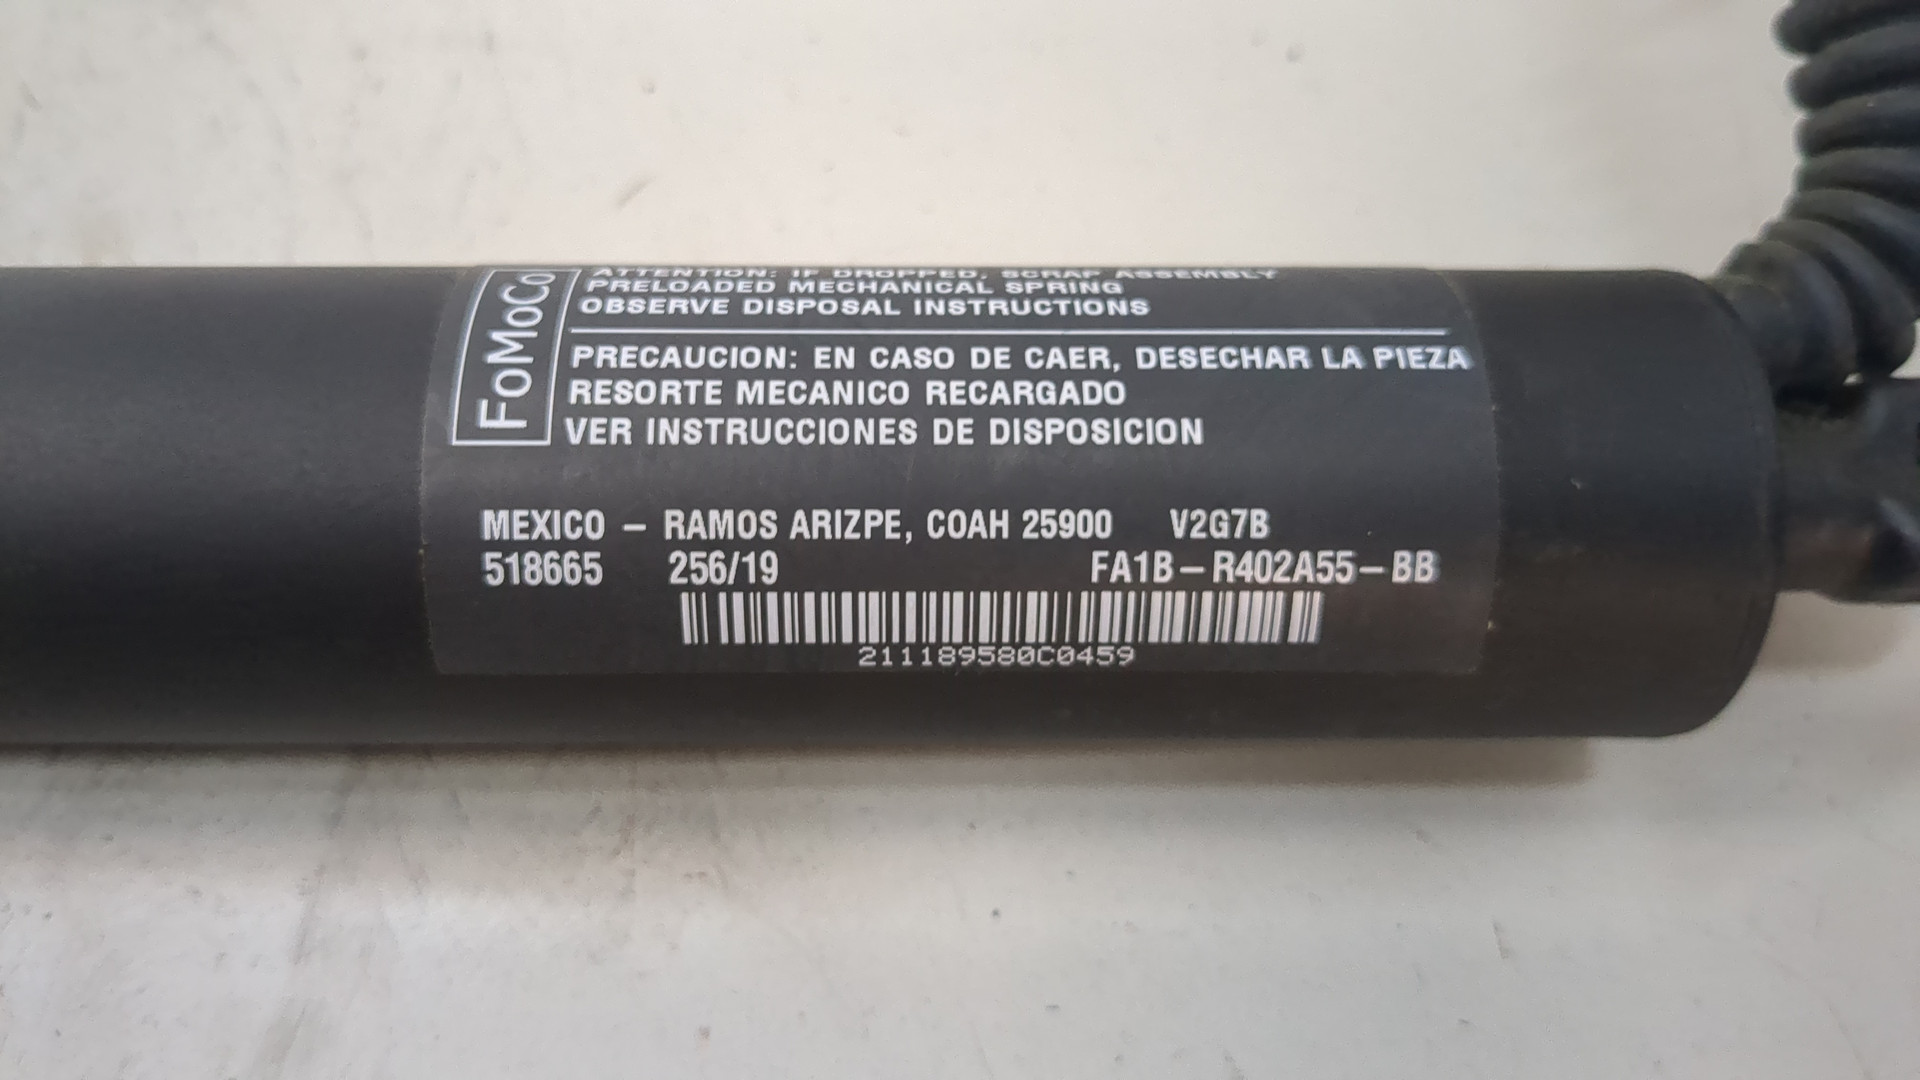 FoMoCo
ATTENTION: IF DROPPED, SCRAP ASSEMBLY
PRELOADED MECHANICAL SPRING
OBSERVE DISPOSAL INSTRUCTIONS
PRECAUCION: EN CASO DE CAER, DESECHAR LA PIEZA
RESORTE MECANICO RECARGADO
VER INSTRUCCIONES DE DISPOSICION
MEXICO – RAMOS ARIZPE, COAH 25900 V2G7B
518665 256/19 FA1B–R402A55–BB
211189580C0459